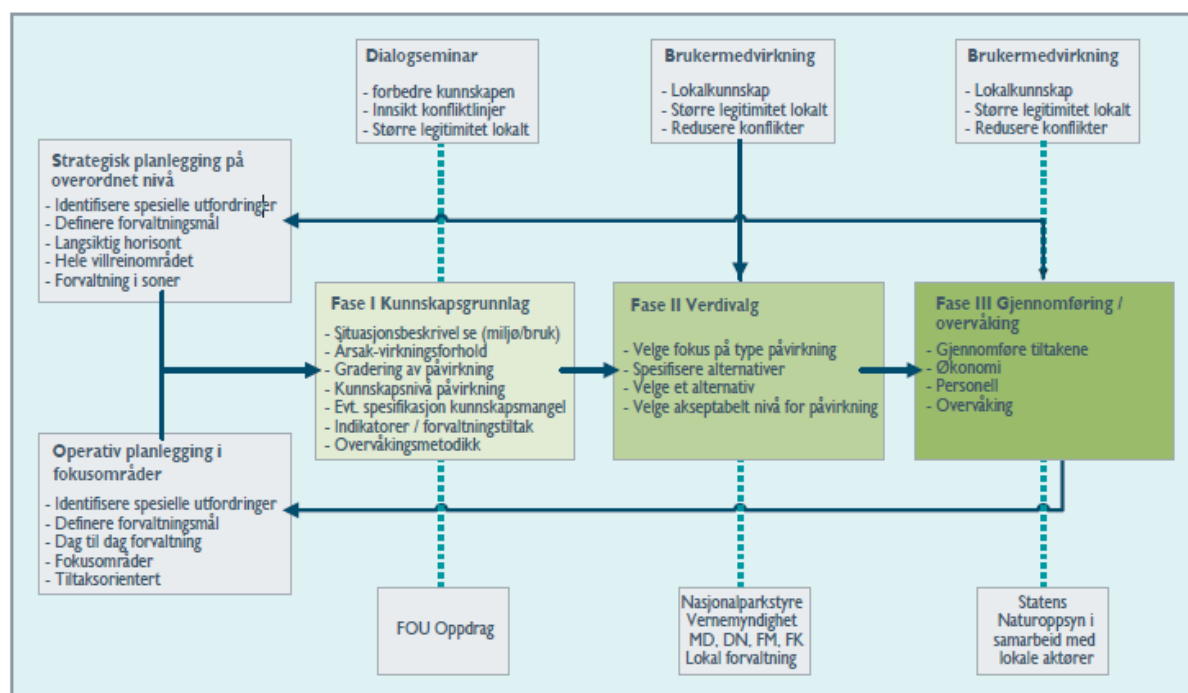 Dialogseminar
- forbedre kunnskapen
- Innsikt konfliktlinjer
- Større legitimitet lokalt
Brukermedvirkning
- Lokalkunnskap
- Større legitimitet lokalt
- Redusere konflikter
Brukermedvirkning
- Lokalkunnskap
- Større legitimitet lokalt
- Redusere konflikter
Strategisk planlegging på
overordnet nivå
- Identifisere spesielle utfordringer
- Definere forvaltningsmål
- Langsiktig horisont
- Hele villreinområdet
- Forvaltning i soner
Fase I Kunnskapsgrunnlag
- Situasjonsbeskrivel se (miljø/bruk)
- Årsak-virkningsforhold
- Gradering av påvirkning
- Kunnskapsnivå påvirkning
- Evt. spesifikasjon kunnskapsmangel
- Indikatorer / forvaltningstiltak
- Overvåkingsmetodikk
Fase II Verdivalg
- Velge fokus på type påvirkning
- Spesifisere alternativer
- Velge et alternativ
- Velge akseptabelt nivå for påvirkning
Fase III Gjennomføring /
overvåking
- Gjennomføre tiltakene
- Økonomi
- Personell
- Overvåking
Operativ planlegging i
fokusområder
- Identifisere spesielle utfordringer
- Definere forvaltningsmål
- Dag til dag forvaltning
- Fokusområder
- Tiltaksorientert
FOU Oppdrag
Nasjonalparkstyre
Vernemyndighet
MD, DN, FM, FK
Lokal forvaltning
Statens
Naturoppsyn i
samarbeid med
lokale aktører